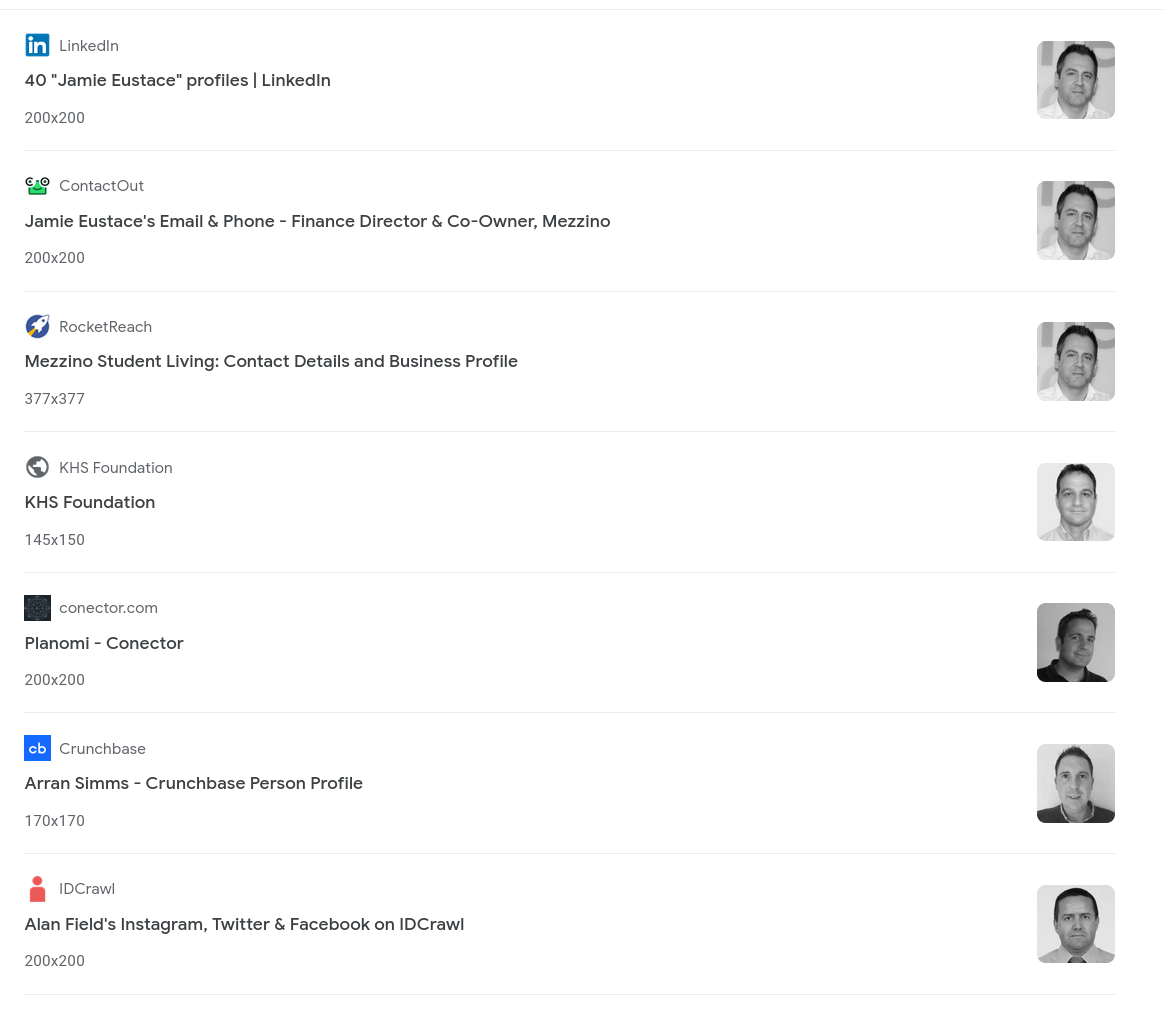 LinkedIn
40 "Jamie Eustace" profiles | LinkedIn
200x200
ContactOut
Jamie Eustace's Email & Phone - Finance Director & Co-Owner, Mezzino
200x200
RocketReach
Mezzino Student Living: Contact Details and Business Profile
377x377
KHS Foundation
KHS Foundation
145x150
conector.com
Planomi - Conector
200x200
Crunchbase
Arran Simms - Crunchbase Person Profile
170x170
IDCrawl
Alan Field's Instagram, Twitter & Facebook on IDCrawl
200x200